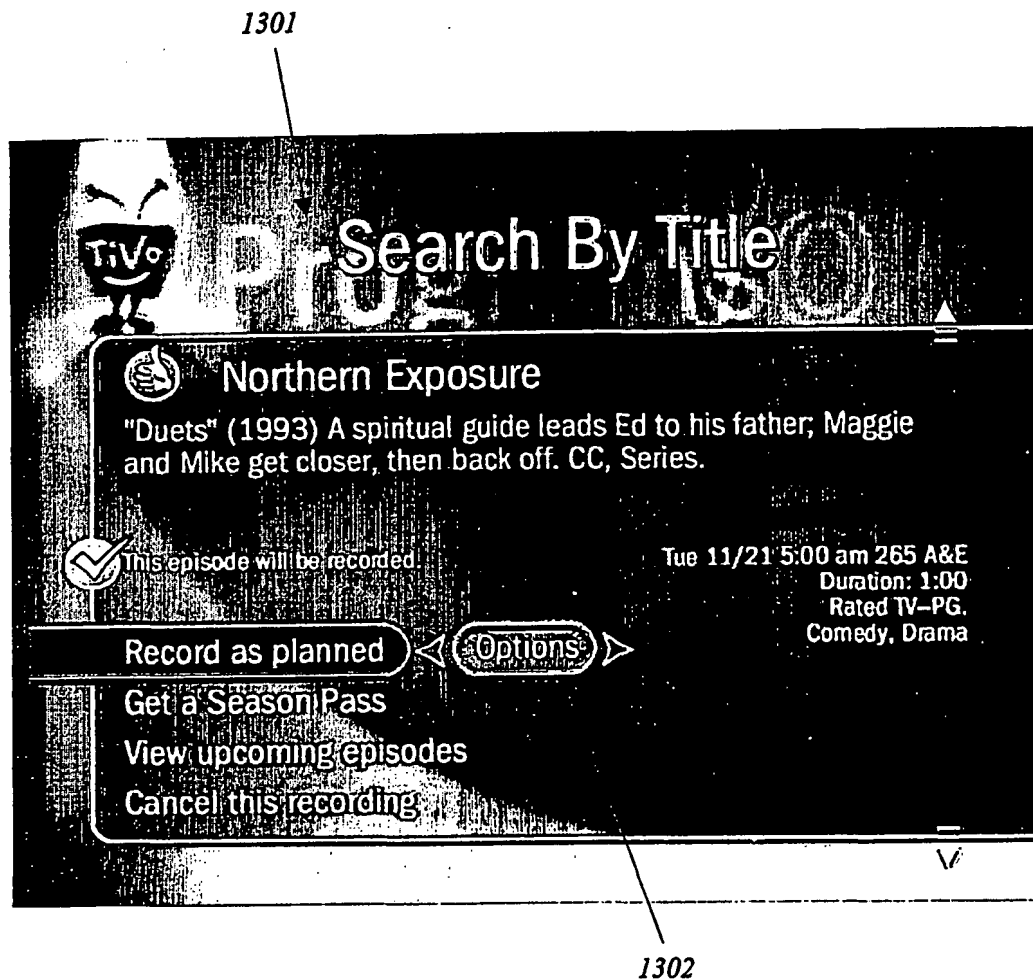 1301
TiVo
Search By Title
Northern Exposure
"Duets" (1993) A spiritual guide leads Ed to his father; Maggie
and Mike get closer, then back off. CC, Series.
This episode will be recorded.
Tue 11/21 5:00 am 265 A&E
Duration: 1:00
Rated TV-PG.
Comedy, Drama
Record as planned
Options
Get a Season Pass
View upcoming episodes
Cancel this recording
1302